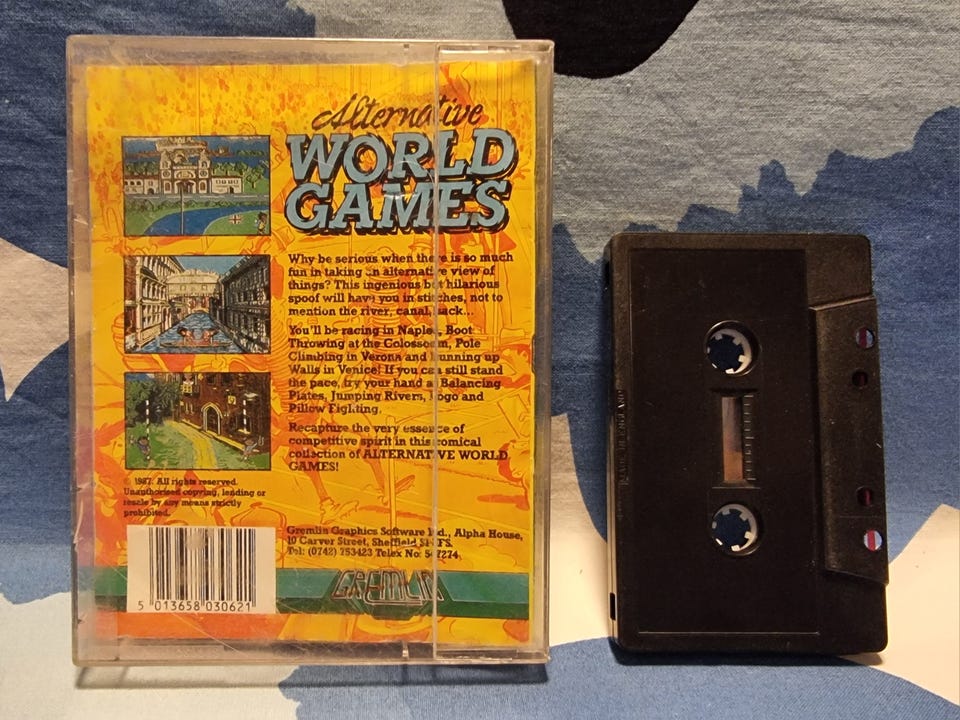 Alternative
WORLD
GAMES
Why be serious when there is so much
fun in taking an alternative view of
things? This ingenious but hilarious
spoof will have you in stitches, not to
mention the river, canal, sack...
You'll be racing in Naples, Boot
Throwing at the Colosseum, Pole
Climbing in Verona and Running up
Walls in Venice! If you can still stand
the pace, try your hand at Balancing
Plates, Jumping Rivers, Pogo and
Pillow Fighting.
Recapture the very essence of
competitive spirit in this comical
collection of ALTERNATIVE WORLD
GAMES!
© 1987. All rights reserved.
Unauthorised copying, lending or
resale by any means strictly
prohibited.
Gremlin Graphics Software Ltd., Alpha House,
10 Carver Street, Sheffield
Tel: (0742) 753423 Telex No:
GREMLIN
5 013658 030621
MADE IN ENGLAND